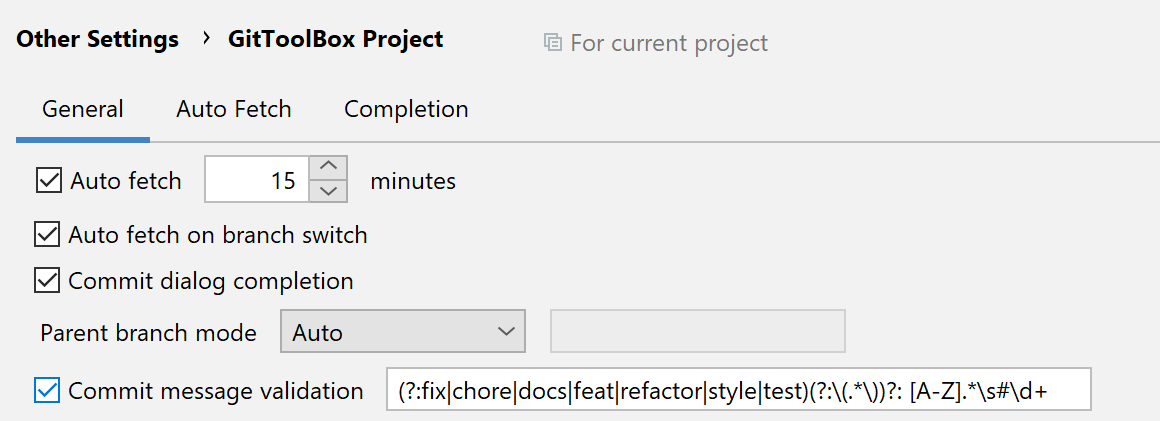 Other Settings › GitToolBox Project For current project
General Auto Fetch Completion
Auto fetch 15 minutes
Auto fetch on branch switch
Commit dialog completion
Parent branch mode Auto
Commit message validation (?:fix|chore|docs|feat|refactor|style|test)(?:\(.*\))?: [A-Z].*\s#\d+